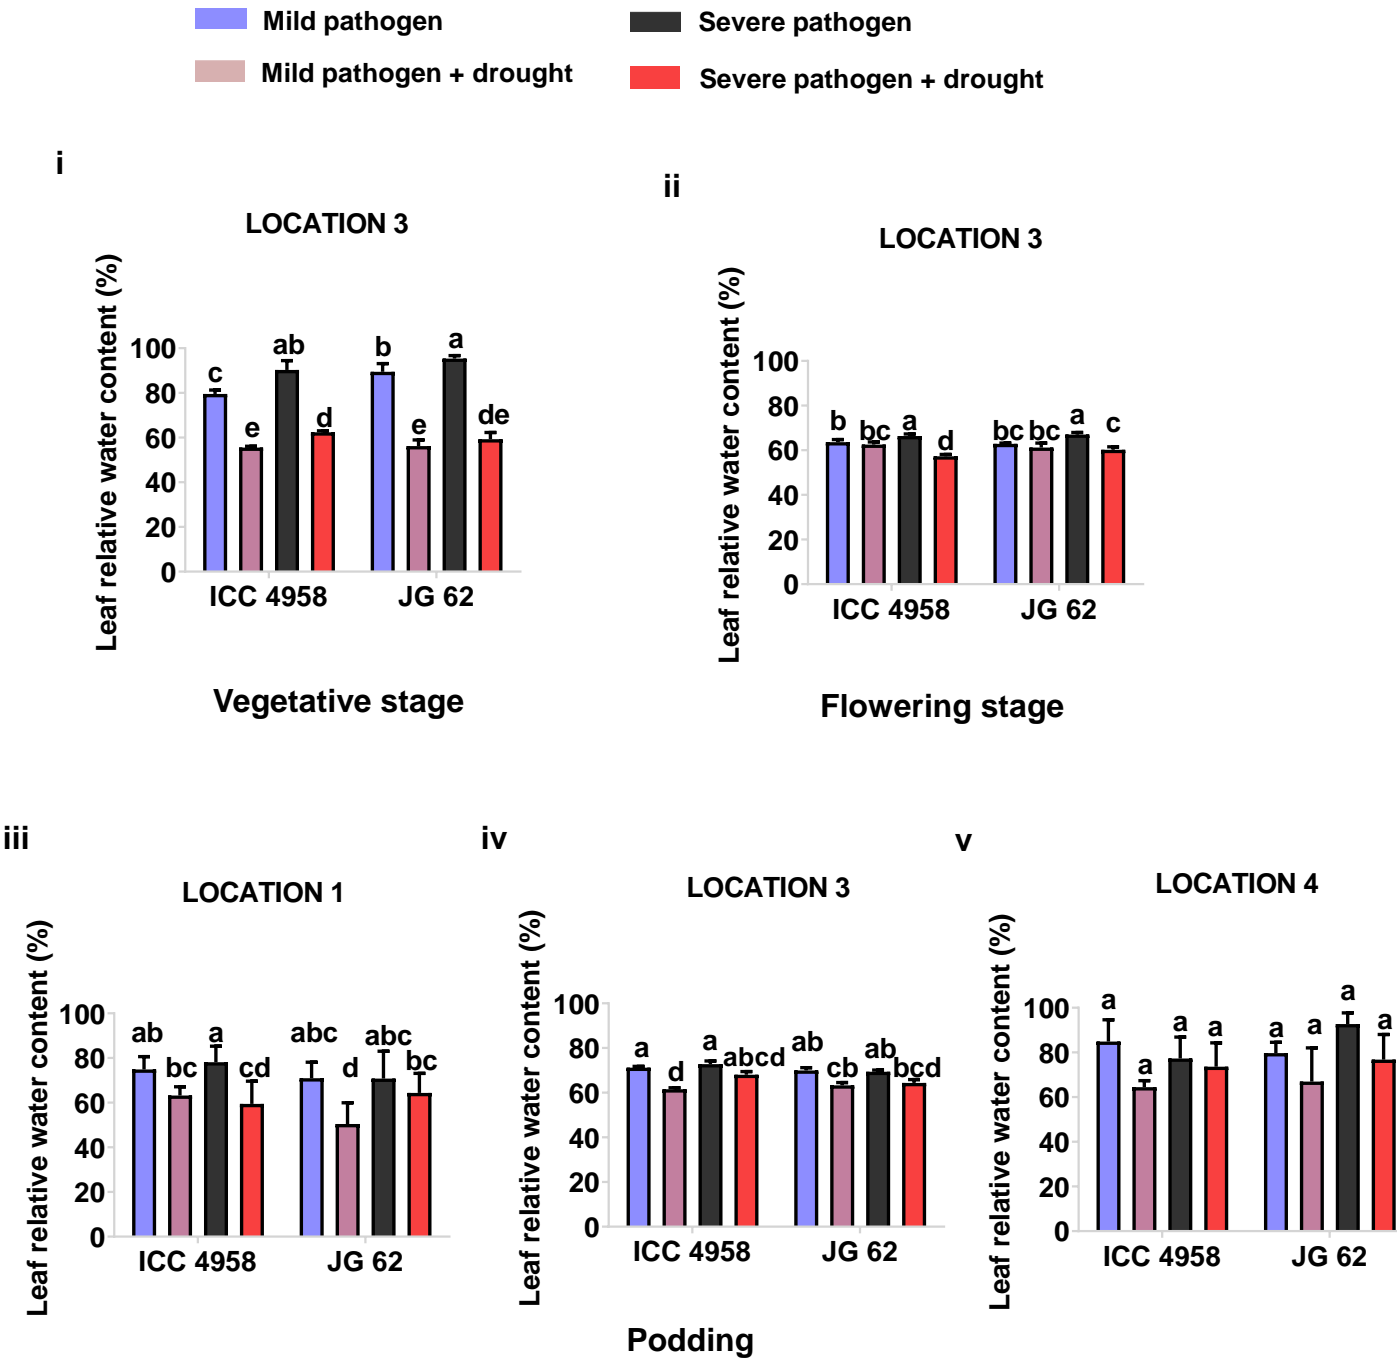 Mild pathogen
Severe pathogen
Mild pathogen + drought
Severe pathogen + drought
i
LOCATION 3
Leaf relative water content (%)
100
80
60
40
20
0
c
e
ab
d
b
e
a
de
ICC 4958
JG 62
Vegetative stage
ii
LOCATION 3
Leaf relative water content (%)
100
80
60
40
20
0
b
bc
a
d
bc
bc
a
c
ICC 4958
JG 62
Flowering stage
iii
LOCATION 1
Leaf relative water content (%)
100
80
60
40
20
0
ab
bc
a
cd
abc
d
abc
bc
ICC 4958
JG 62
iv
LOCATION 3
Leaf relative water content (%)
100
80
60
40
20
0
a
d
a
abcd
ab
cb
ab
bcd
ICC 4958
JG 62
v
LOCATION 4
Leaf relative water content (%)
100
80
60
40
20
0
a
a
a
a
a
a
a
a
ICC 4958
JG 62
Podding